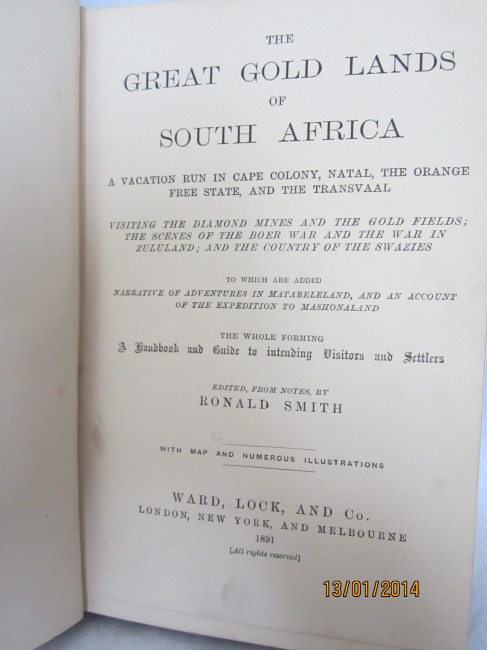 THE
GREAT GOLD LANDS
OF
SOUTH AFRICA
A VACATION RUN IN CAPE COLONY, NATAL, THE ORANGE
FREE STATE, AND THE TRANSVAAL
VISITING THE DIAMOND MINES AND THE GOLD FIELDS;
THE SCENES OF THE BOER WAR AND THE WAR IN
ZULULAND; AND THE COUNTRY OF THE SWAZIES
TO WHICH ARE ADDED
NARRATIVE OF ADVENTURES IN MATABELELAND, AND AN ACCOUNT
OF THE EXPEDITION TO MASHONALAND
THE WHOLE FORMING
A Handbook and Guide to intending Visitors and Settlers
EDITED, FROM NOTES, BY
RONALD SMITH
WITH MAP AND NUMEROUS ILLUSTRATIONS
WARD, LOCK, AND Co.
LONDON, NEW YORK, AND MELBOURNE
1891
[All rights reserved]
13/01/2014